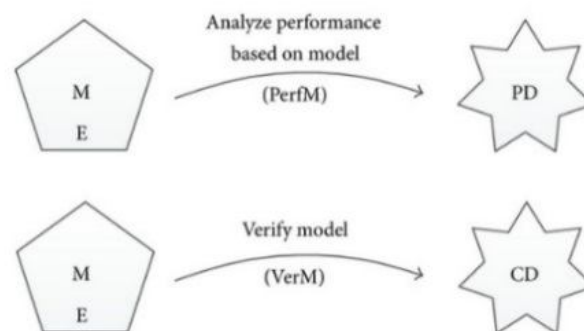 Analyze performance
based on model
(PerfM)
M
E
PD
Verify model
(VerM)
M
E
CD